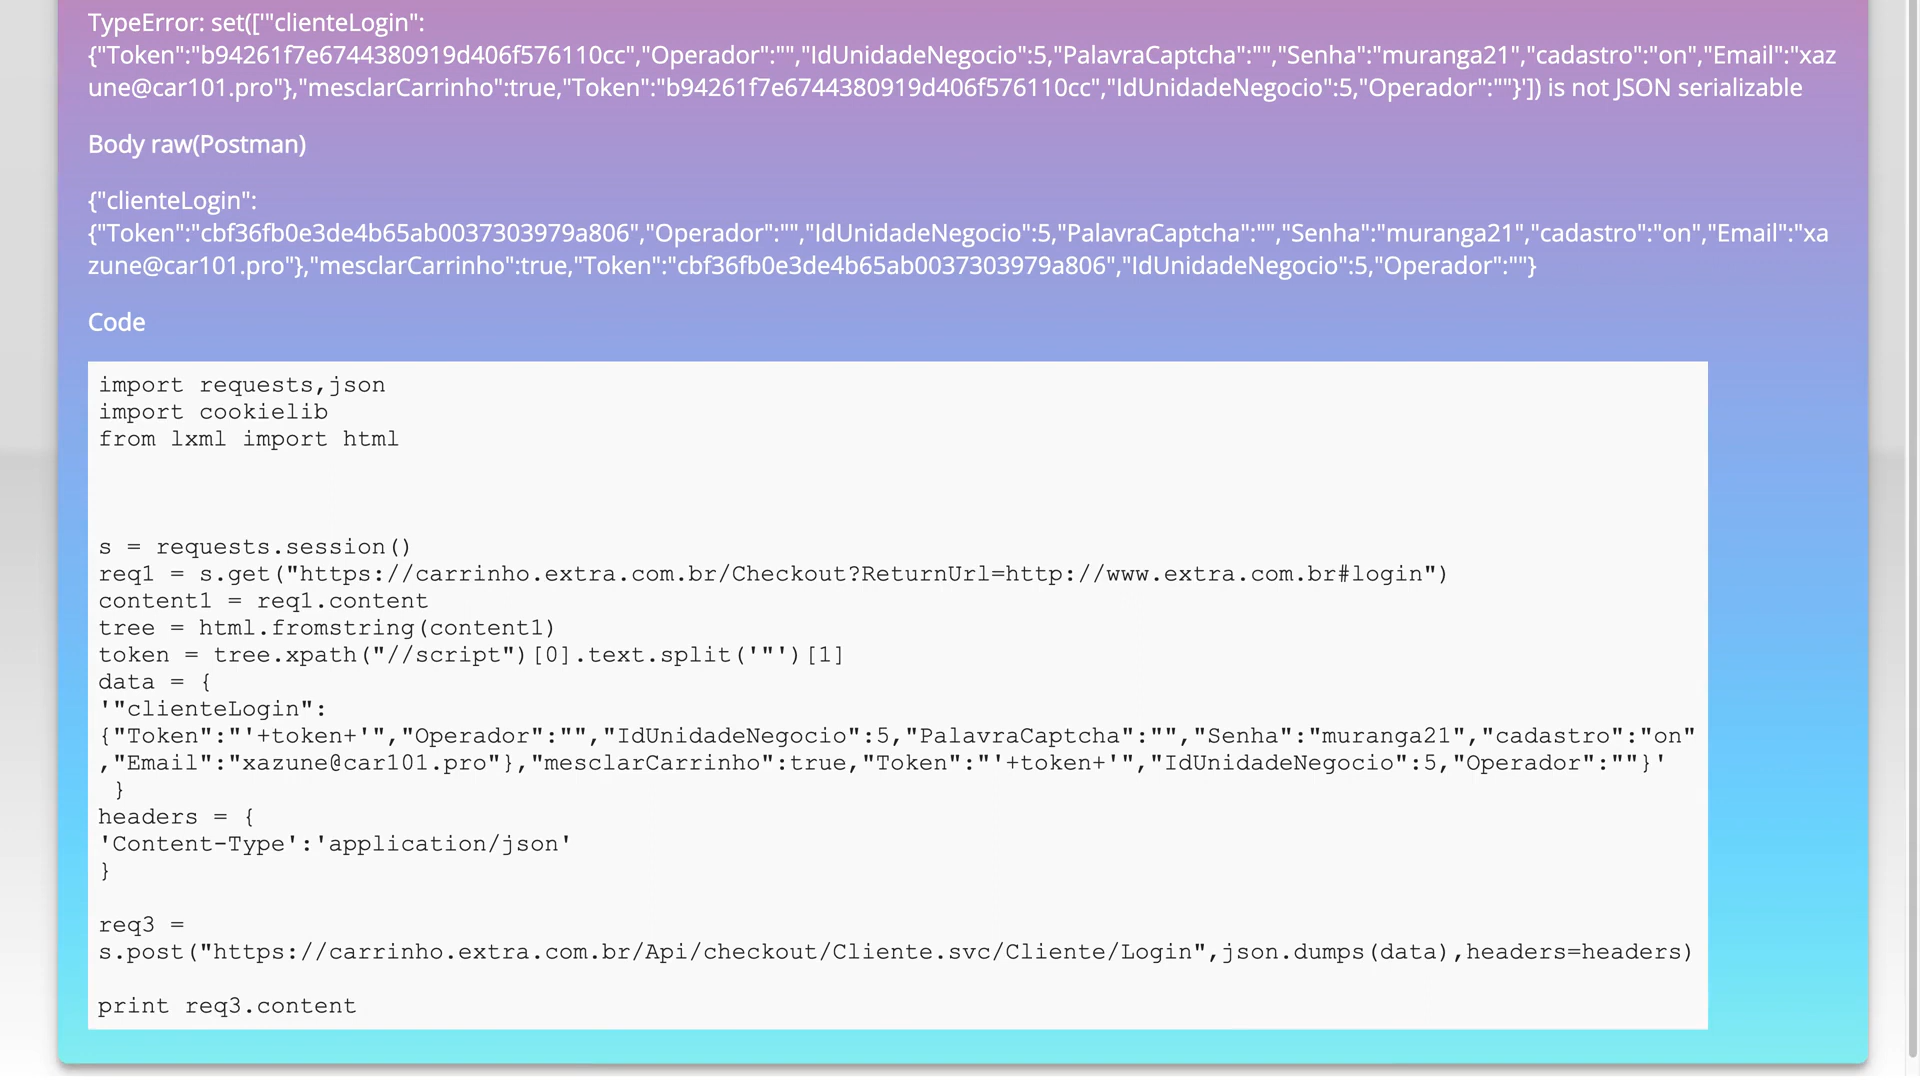 TypeError: set(['"clienteLogin":
{"Token":"b94261f7e6744380919d406f576110cc","Operador":"","IdUnidadeNegocio":5,"PalavraCaptcha":"","Senha":"muranga21","cadastro":"on","Email":"xaz
une@car101.pro"},"mesclarCarrinho":true,"Token":"b94261f7e6744380919d406f576110cc","IdUnidadeNegocio":5,"Operador":""}']) is not JSON serializable
Body raw(Postman)
{"clienteLogin":
{"Token":"cbf36fb0e3de4b65ab0037303979a806","Operador":"","IdUnidadeNegocio":5,"PalavraCaptcha":"","Senha":"muranga21","cadastro":"on","Email":"xa
zune@car101.pro"},"mesclarCarrinho":true,"Token":"cbf36fb0e3de4b65ab0037303979a806","IdUnidadeNegocio":5,"Operador":""}
Code
import requests,json
import cookielib
from lxml import html
s = requests.session()
req1 = s.get("https://carrinho.extra.com.br/Checkout?ReturnUrl=http://www.extra.com.br#login")
content1 = req1.content
tree = html.fromstring(content1)
token = tree.xpath("//script")[0].text.split('"')[1]
data = {
'"clienteLogin":
{"Token":"'+token+'","Operador":"","IdUnidadeNegocio":5,"PalavraCaptcha":"","Senha":"muranga21","cadastro":"on"
,"Email":"xazune@car101.pro"},"mesclarCarrinho":true,"Token":"'+token+'","IdUnidadeNegocio":5,"Operador":""}'
}
headers = {
'Content-Type':'application/json'
}
req3 =
s.post("https://carrinho.extra.com.br/Api/checkout/Cliente.svc/Cliente/Login",json.dumps(data),headers=headers)
print req3.content